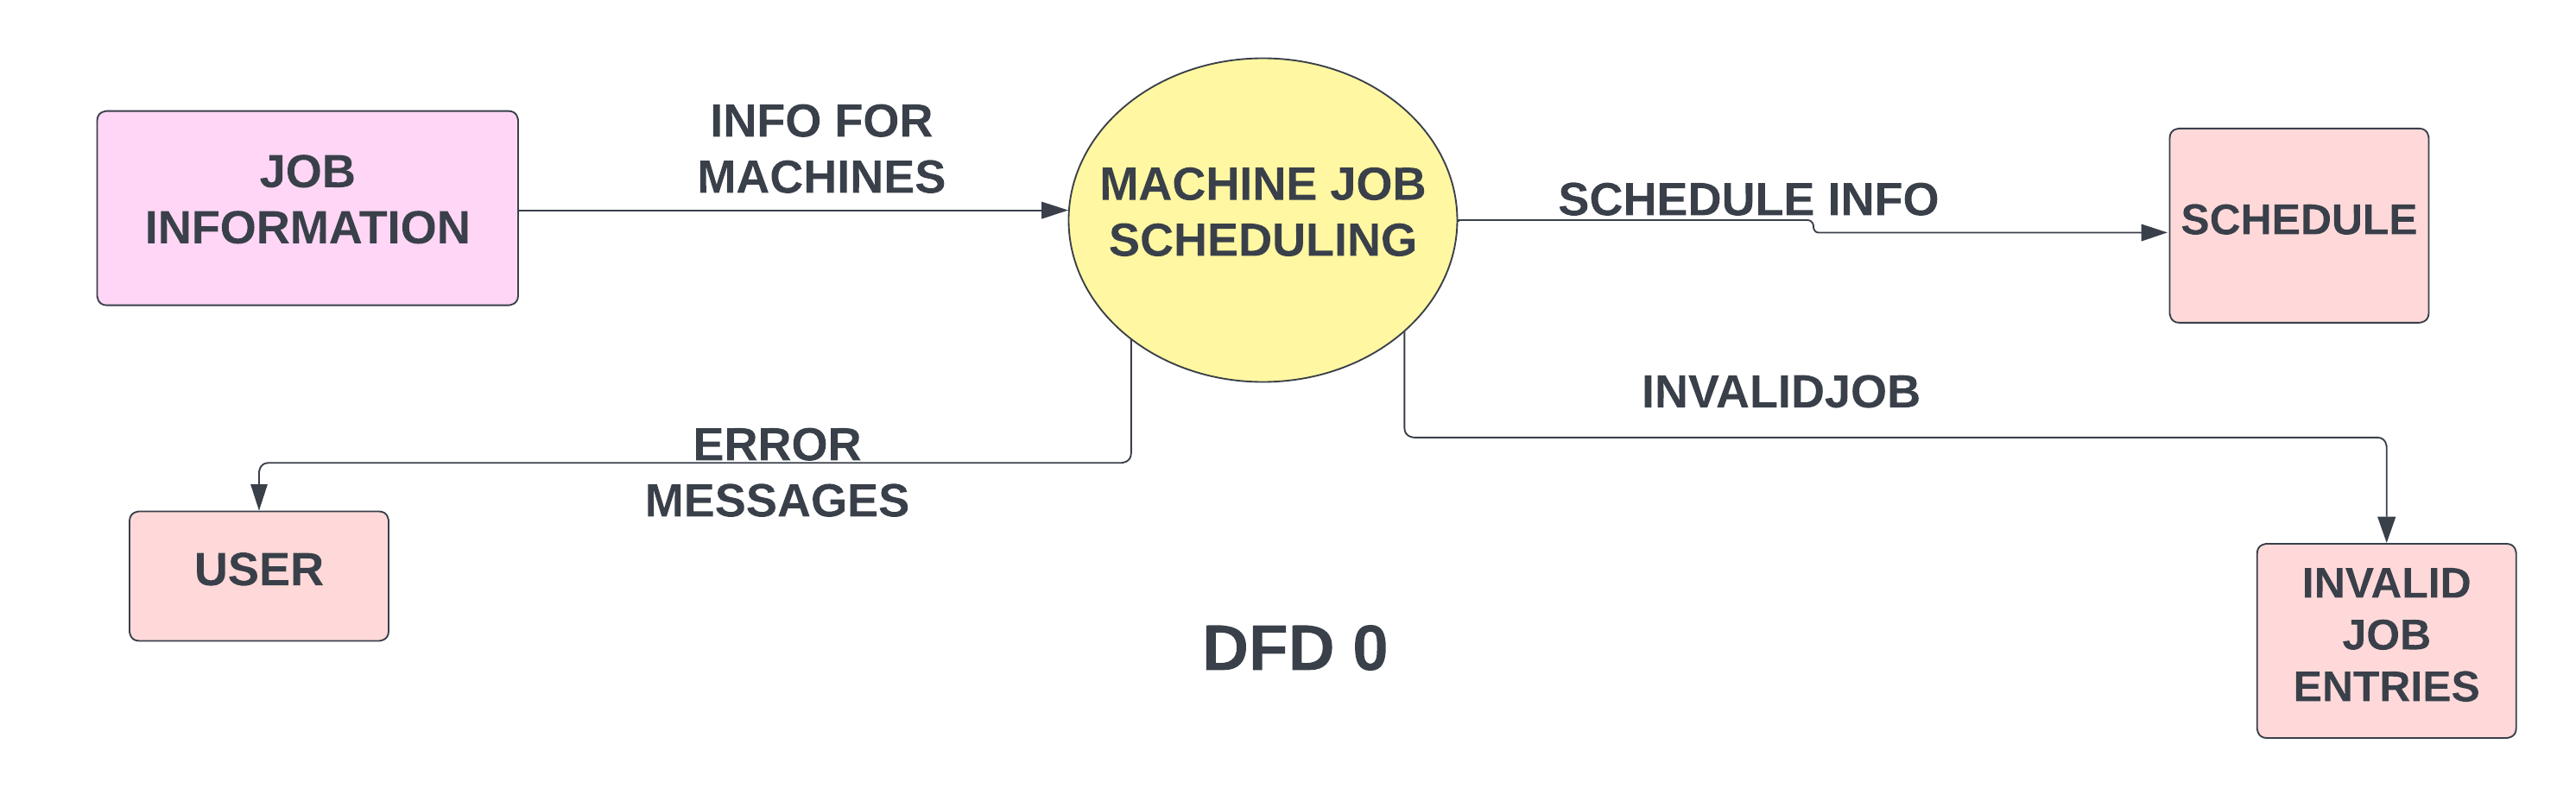 JOB
INFORMATION
INFO FOR
MACHINES
MACHINE JOB
SCHEDULING
SCHEDULE INFO
SCHEDULE
ERROR
MESSAGES
USER
INVALIDJOB
INVALID
JOB
ENTRIES
DFD 0